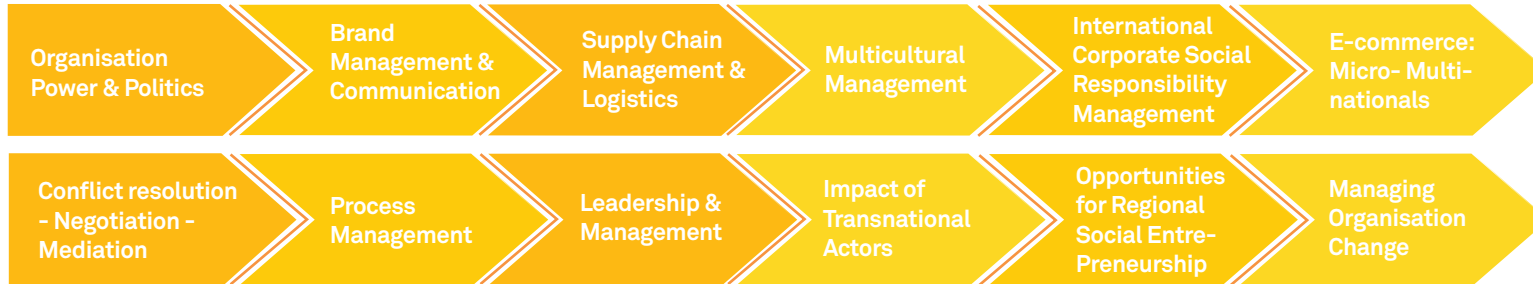 Organisation
Power & Politics
Brand
Management &
Communication
Supply Chain
Management &
Logistics
Multicultural
Management
International
Corporate Social
Responsibility
Management
E-commerce:
Micro- Multi-
nationals
Conflict resolution
- Negotiation -
Mediation
Process
Management
Leadership &
Management
Impact of
Transnational
Actors
Opportunities
for Regional
Social Entre-
Preneurship
Managing
Organisation
Change